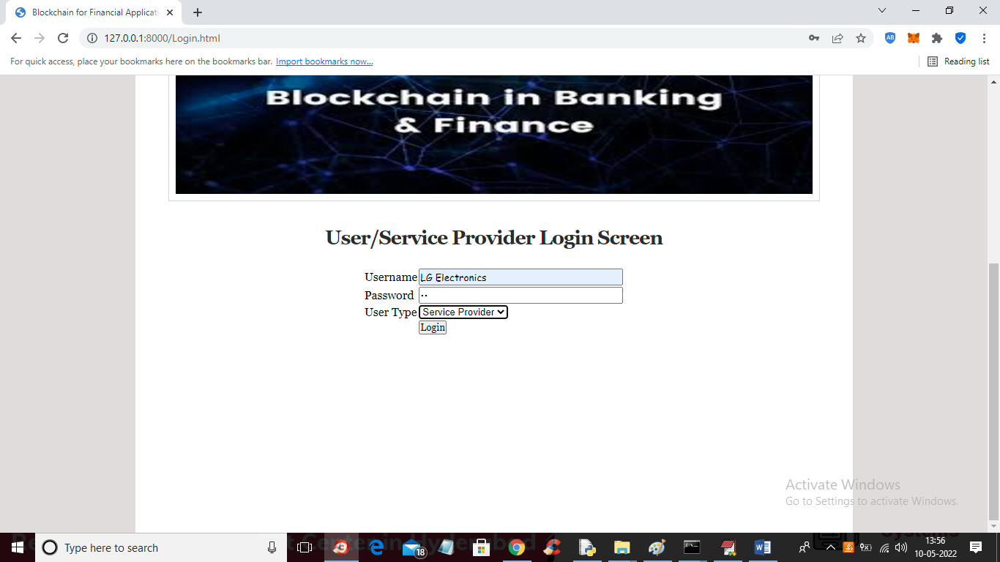 Blockchain for Financial Applicati
127.0.0.1:8000/Login.html
AB
For quick access, place your bookmarks here on the bookmarks bar. Import bookmarks now...
Reading list
Blockchain in Banking
& Finance
User/Service Provider Login Screen
Username LG Electronics
Password ••
User Type Service Provider
Login
Activate Windows
Go to Settings to activate Windows.
Type here to search
18
13:56
10-05-2022